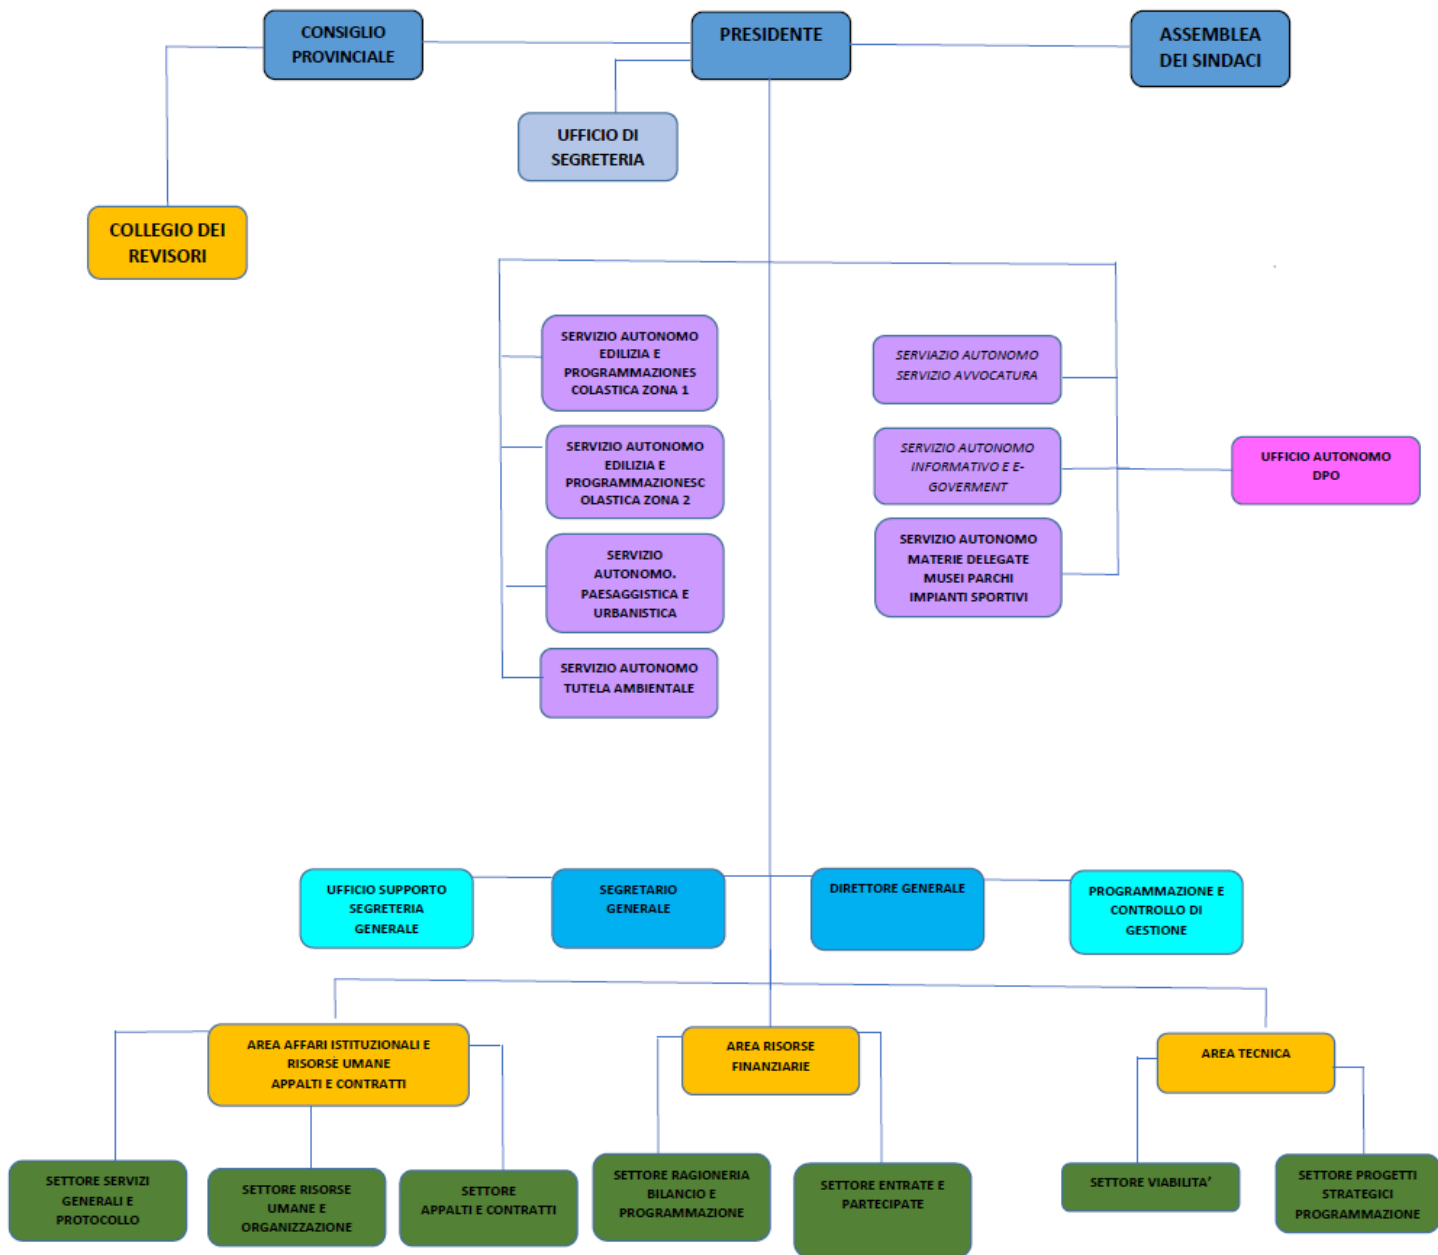 CONSIGLIO
PROVINCIALE
PRESIDENTE
ASSEMBLEA
DEI SINDACI
UFFICIO DI
SEGRETERIA
COLLEGIO DEI
REVISORI
SERVIZIO AUTONOMO
EDILIZIA E
PROGRAMMAZIONES
COLASTICA ZONA 1
SERVIAZIO AUTONOMO
SERVIZIO AVVOCATURA
SERVIZIO AUTONOMO
EDILIZIA E
PROGRAMMAZIONESC
OLASTICA ZONA 2
SERVIZIO AUTONOMO
INFORMATIVO E E-
GOVERMENT
UFFICIO AUTONOMO
DPO
SERVIZIO
AUTONOMO.
PAESAGGISTICA E
URBANISTICA
SERVIZIO AUTONOMO
MATERIE DELEGATE
MUSEI PARCHI
IMPIANTI SPORTIVI
SERVIZIO AUTONOMO
TUTELA AMBIENTALE
UFFICIO SUPPORTO
SEGRETERIA
GENERALE
SEGRETARIO
GENERALE
DIRETTORE GENERALE
PROGRAMMAZIONE E
CONTROLLO DI
GESTIONE
AREA AFFARI ISTITUZIONALI E
RISORSE UMANE
APPALTI E CONTRATTI
AREA RISORSE
FINANZIARIE
AREA TECNICA
SETTORE SERVIZI
GENERALI E
PROTOCOLLO
SETTORE RISORSE
UMANE E
ORGANIZZAZIONE
SETTORE
APPALTI E CONTRATTI
SETTORE RAGIONERIA
BILANCIO E
PROGRAMMAZIONE
SETTORE ENTRATE E
PARTECIPATE
SETTORE VIABILITA'
SETTORE PROGETTI
STRATEGICI
PROGRAMMAZIONE